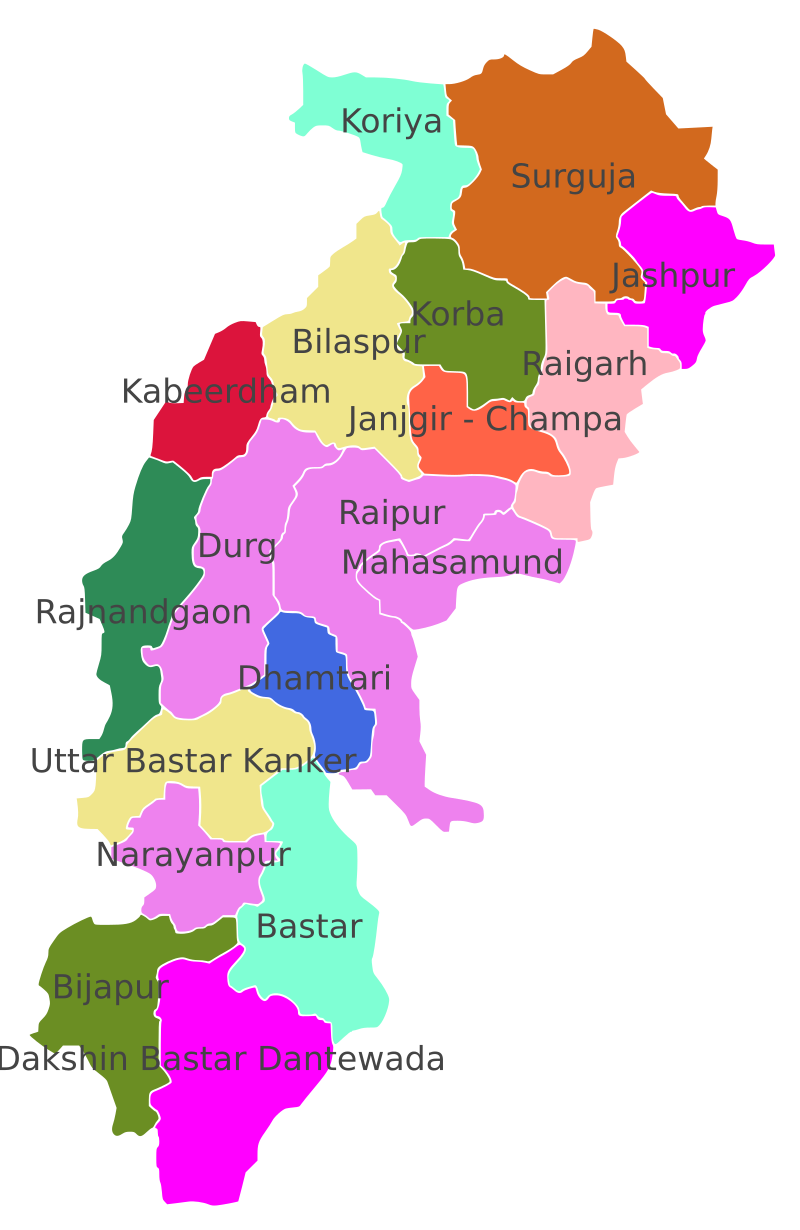 Koriya
Surguja
Jashpur
Korba
Bilaspur
Raigarh
Kabeerdham
Janjgir - Champa
Raipur
Durg
Mahasamund
Rajnandgaon
Dhamtari
Uttar Bastar Kanker
Narayanpur
Bastar
Bijapur
Dakshin Bastar Dantewada